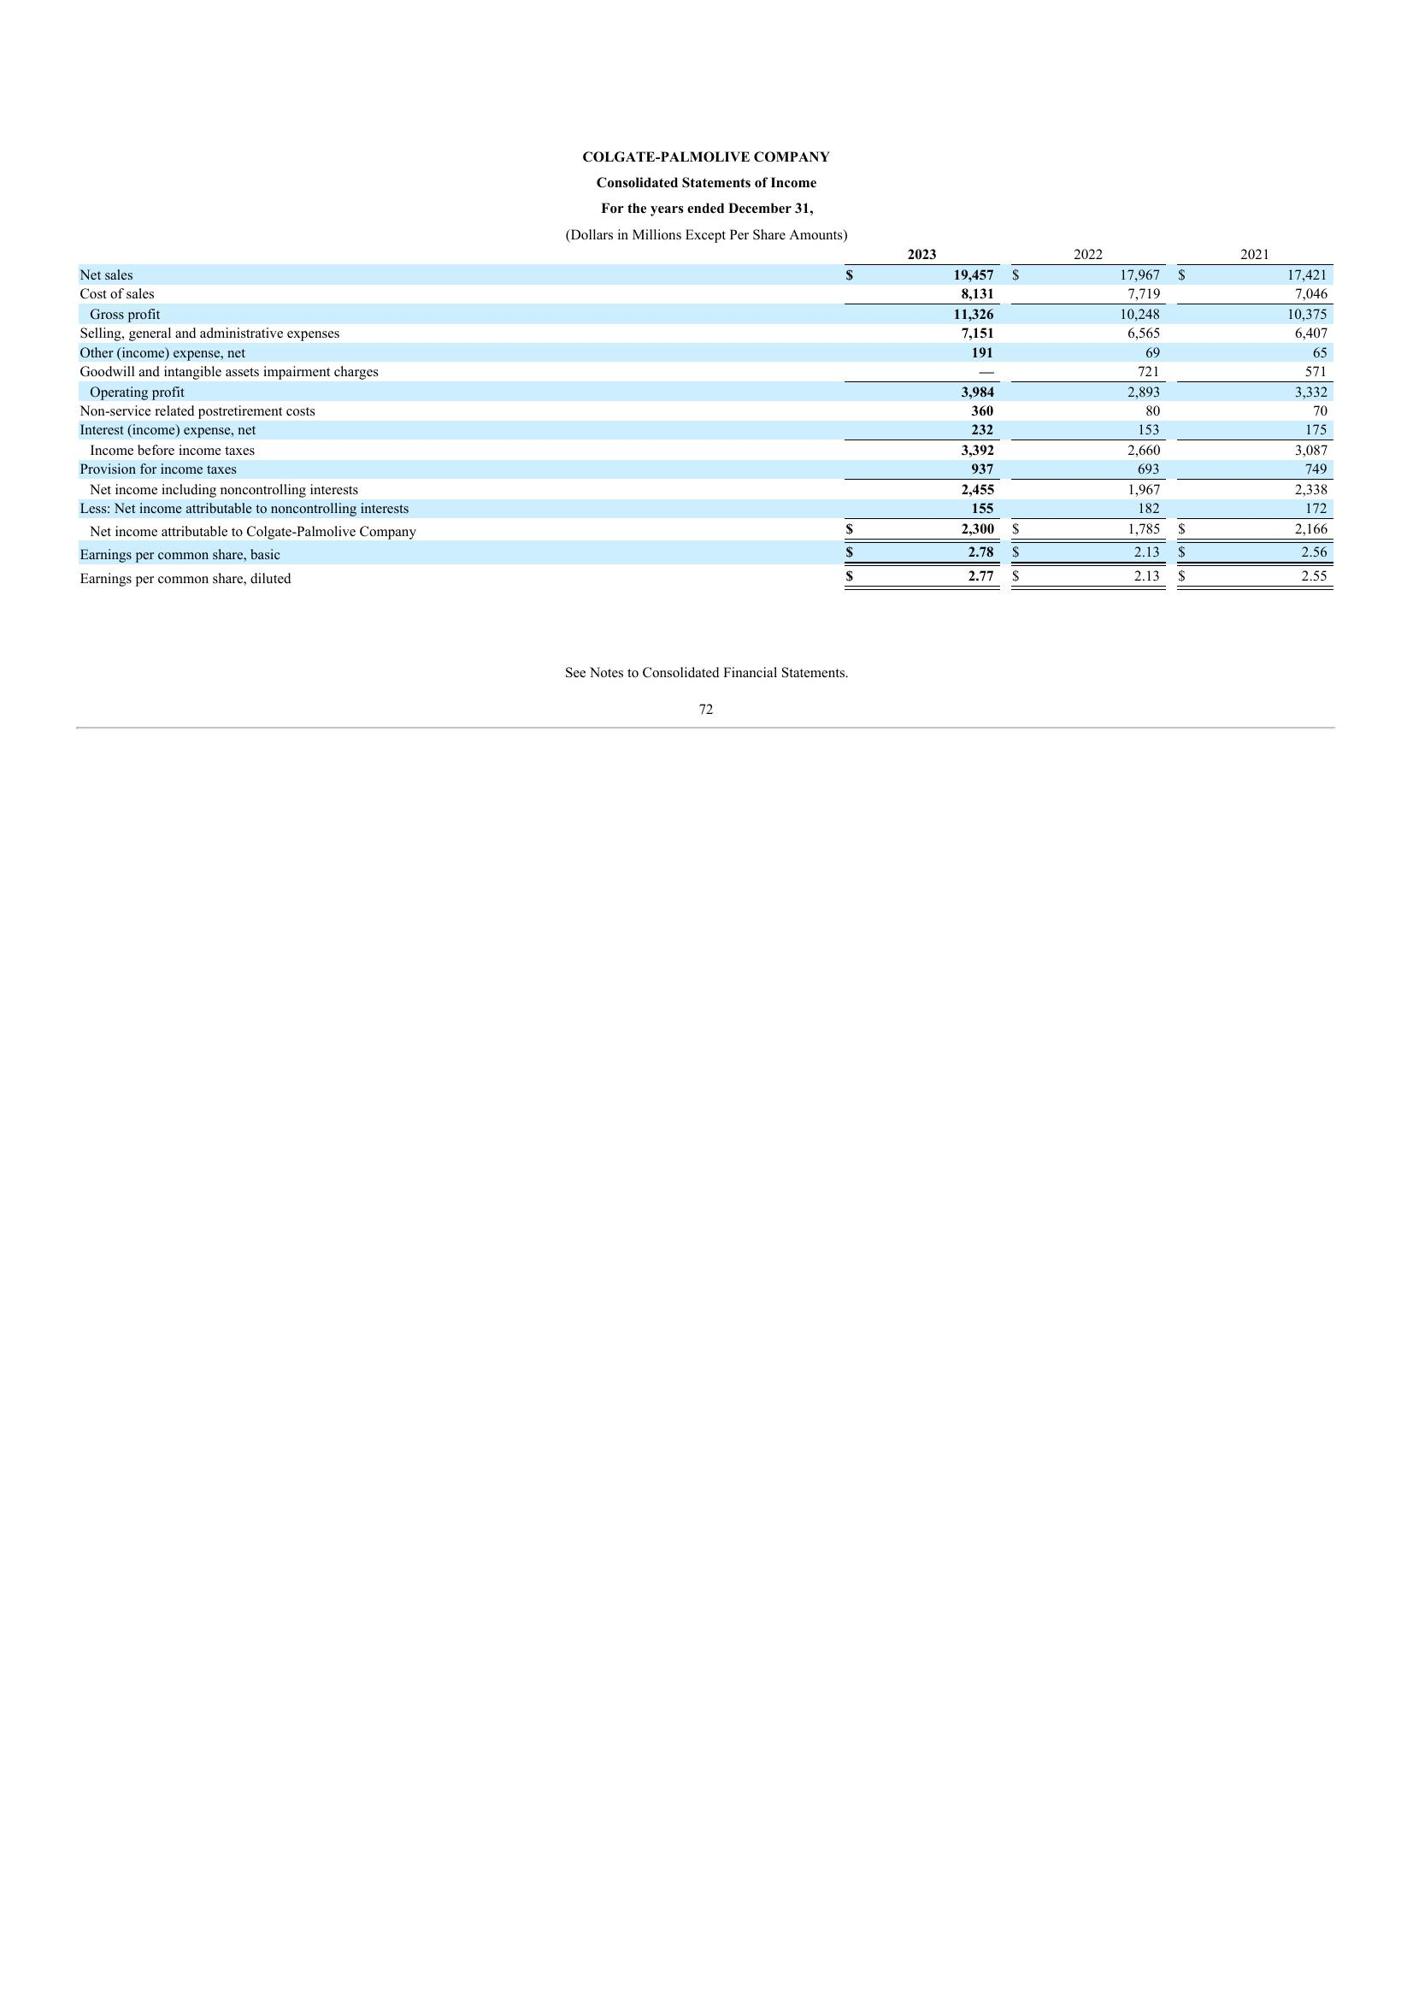 COLGATE-PALMOLIVE COMPANY
Consolidated Statements of Income
For the years ended December 31,
(Dollars in Millions Except Per Share Amounts)
2023 2022 2021
Net sales $ 19,457 $ 17,967 $ 17,421
Cost of sales 8,131 7,719 7,046
Gross profit 11,326 10,248 10,375
Selling, general and administrative expenses 7,151 6,565 6,407
Other (income) expense, net 191 69 65
Goodwill and intangible assets impairment charges — 721 571
Operating profit 3,984 2,893 3,332
Non-service related postretirement costs 360 80 70
Interest (income) expense, net 232 153 175
Income before income taxes 3,392 2,660 3,087
Provision for income taxes 937 693 749
Net income including noncontrolling interests 2,455 1,967 2,338
Less: Net income attributable to noncontrolling interests 155 182 172
Net income attributable to Colgate-Palmolive Company $ 2,300 $ 1,785 $ 2,166
Earnings per common share, basic $ 2.78 $ 2.13 $ 2.56
Earnings per common share, diluted $ 2.77 $ 2.13 $ 2.55
See Notes to Consolidated Financial Statements.
72